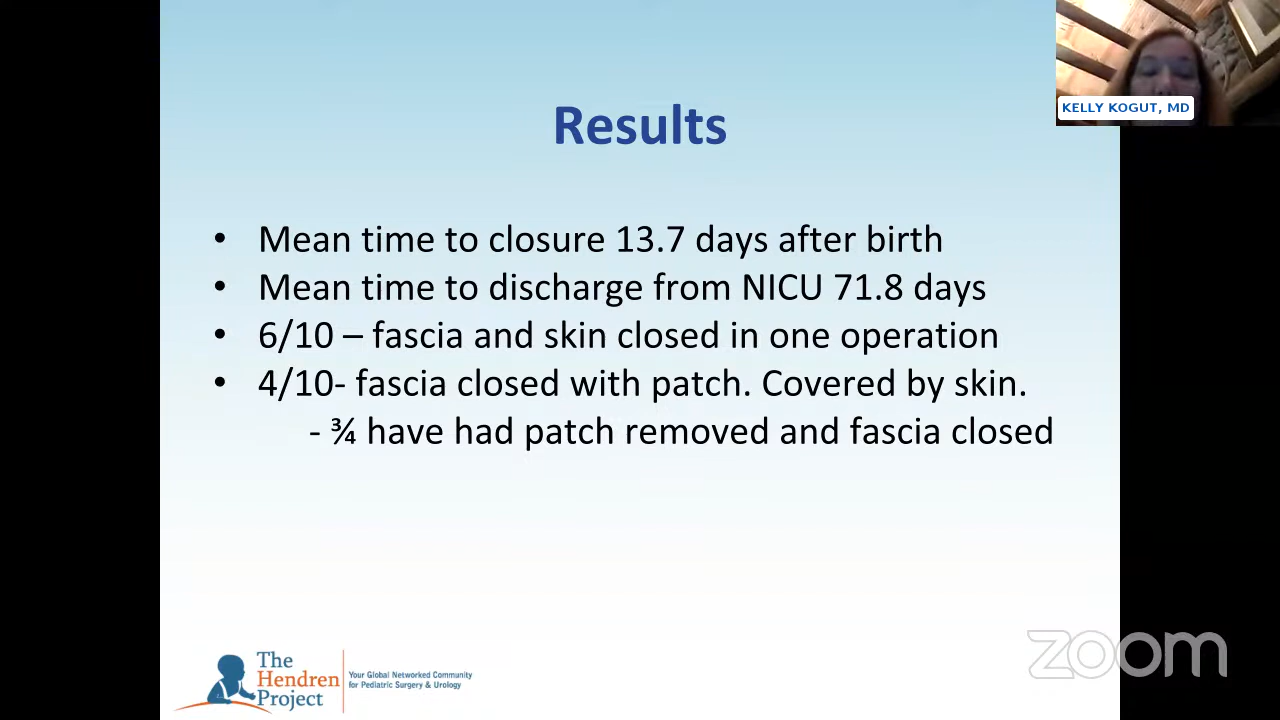 KELLY KOGUT, MD
Results
• Mean time to closure 13.7 days after birth
• Mean time to discharge from NICU 71.8 days
• 6/10 – fascia and skin closed in one operation
• 4/10- fascia closed with patch. Covered by skin.
- ¾ have had patch removed and fascia closed
The
Hendren
Project
Your Global Networked Community
for Pediatric Surgery & Urology
zoom